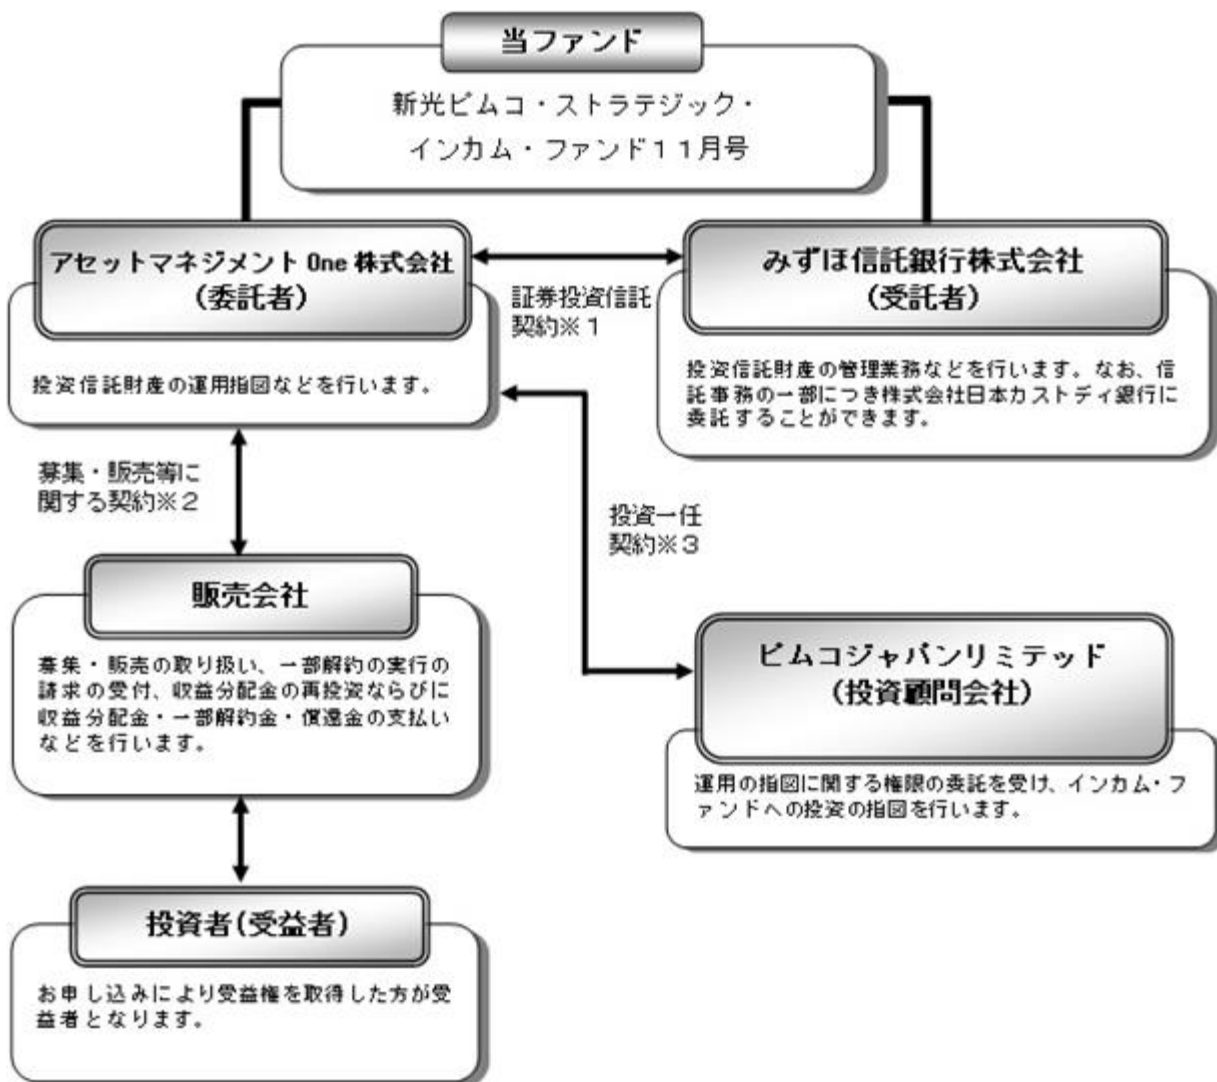 当ファンド
新光ピムコ・ストラテジック・
インカム・ファンド１１月号
アセットマネジメント One 株式会社
（委託者）
投資信託財産の運用指図などを行います。
証券投資信託
契約※１
みずほ信託銀行株式会社
（受託者）
投資信託財産の管理業務などを行います。なお、信
託事務の一部につき株式会社日本カストディ銀行に
委託することができます。
募集・販売等に
関する契約※２
投資一任
契約※３
販売会社
募集・販売の取り扱い、一部解約の実行の
請求の受付、収益分配金の再投資ならびに
収益分配金・一部解約金・償還金の支払い
などを行います。
ピムコジャパンリミテッド
（投資顧問会社）
運用の指図に関する権限の委託を受け、インカム・フ
ァンドへの投資の指図を行います。
投資者（受益者）
お申し込みにより受益権を取得した方が受
益者となります。